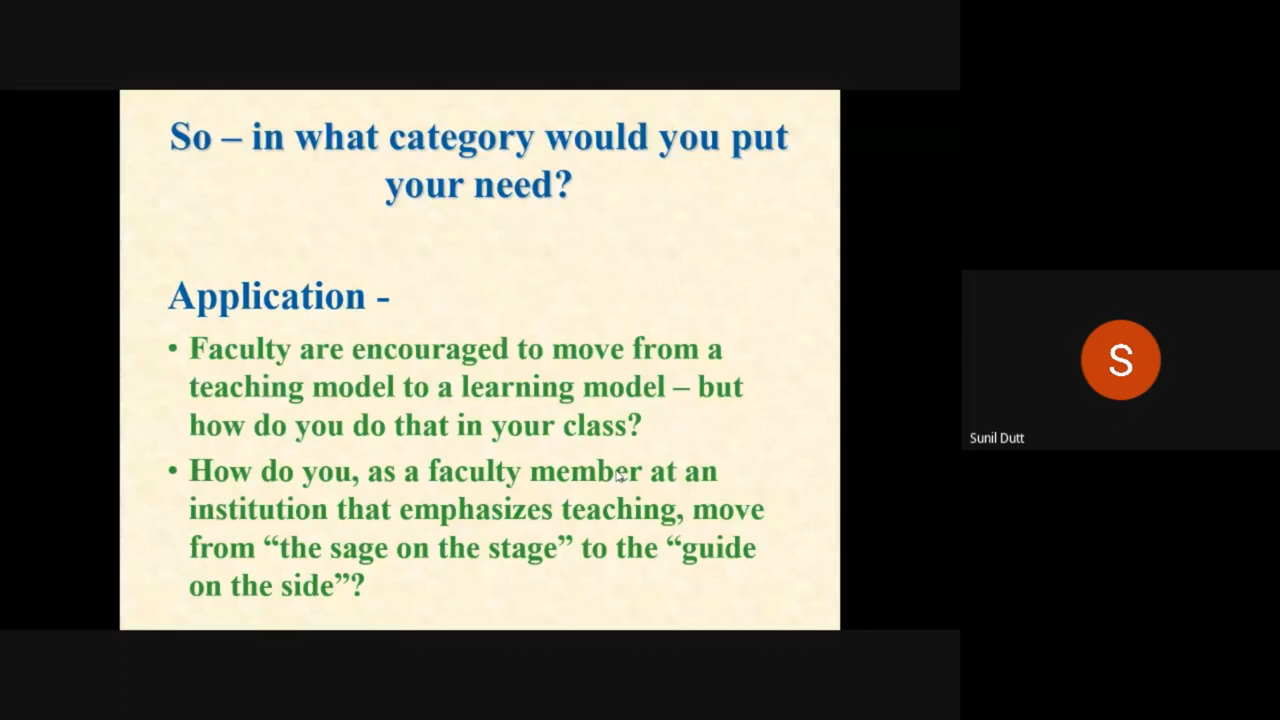 So – in what category would you put
your need?
Application -
• Faculty are encouraged to move from a
teaching model to a learning model – but
how do you do that in your class?
• How do you, as a faculty member at an
institution that emphasizes teaching, move
from “the sage on the stage” to the “guide
on the side”?
S
Sunil Dutt